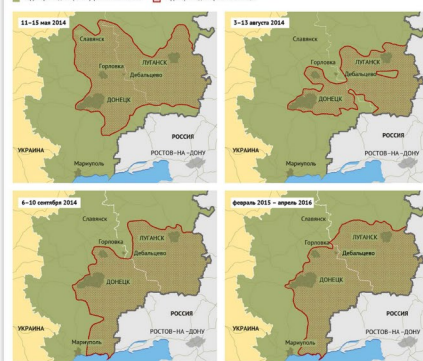 11–15 мая 2014
Славянск
ЛУГАНСК
Горловка
Дебальцево
ДОНЕЦК
РОССИЯ
УКРАИНА
РОСТОВ-НА-ДОНУ
Мариуполь
3–13 августа 2014
Славянск
ЛУГАНСК
Горловка
Дебальцево
ДОНЕЦК
РОССИЯ
УКРАИНА
РОСТОВ-НА-ДОНУ
Мариуполь
6–10 сентября 2014
Славянск
ЛУГАНСК
Горловка
Дебальцево
ДОНЕЦК
РОССИЯ
УКРАИНА
РОСТОВ-НА-ДОНУ
Мариуполь
февраль 2015 – апрель 2016
Славянск
ЛУГАНСК
Горловка
Дебальцево
ДОНЕЦК
РОССИЯ
УКРАИНА
РОСТОВ-НА-ДОНУ
Мариуполь